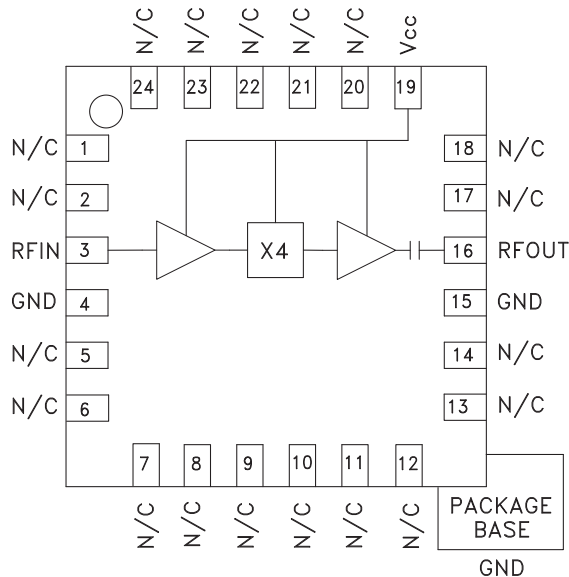 N/C N/C N/C N/C N/C Vcc
24 23 22 21 20 19
N/C 1 18 N/C
N/C 2 17 N/C
RFIN 3 X4 16 RFOUT
GND 4 15 GND
N/C 5 14 N/C
N/C 6 13 N/C
7 8 9 10 11 12
N/C N/C N/C N/C N/C N/C
PACKAGE
BASE
GND